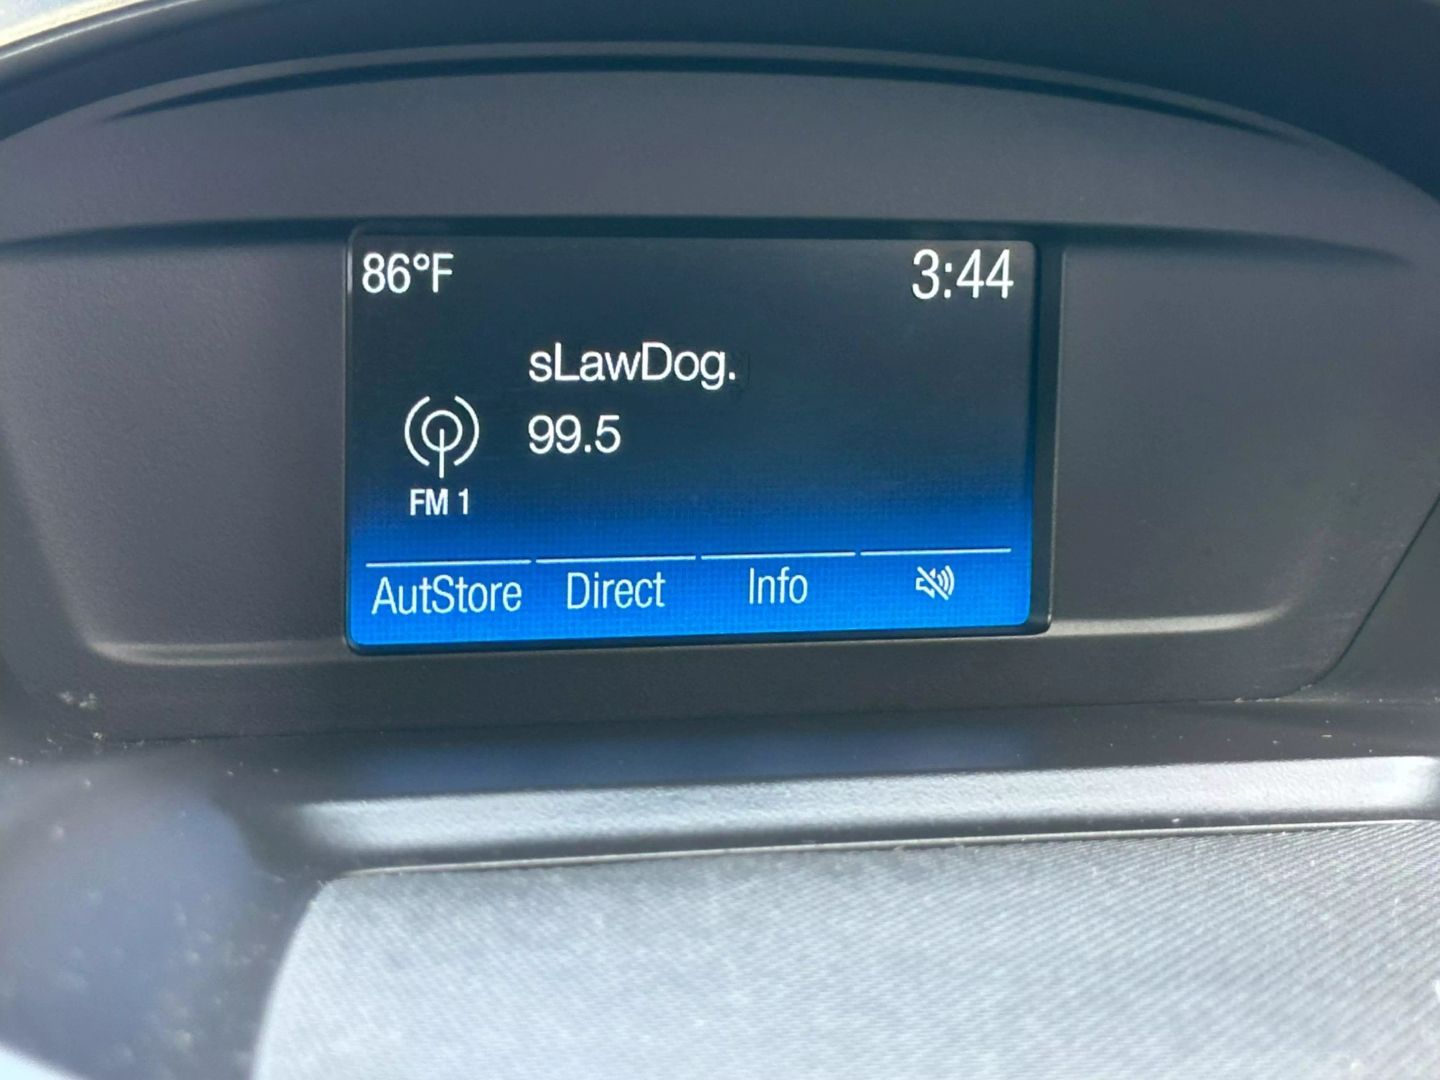 86°F 3:44
sLawDog.
99.5
FM 1
AutStore Direct Info